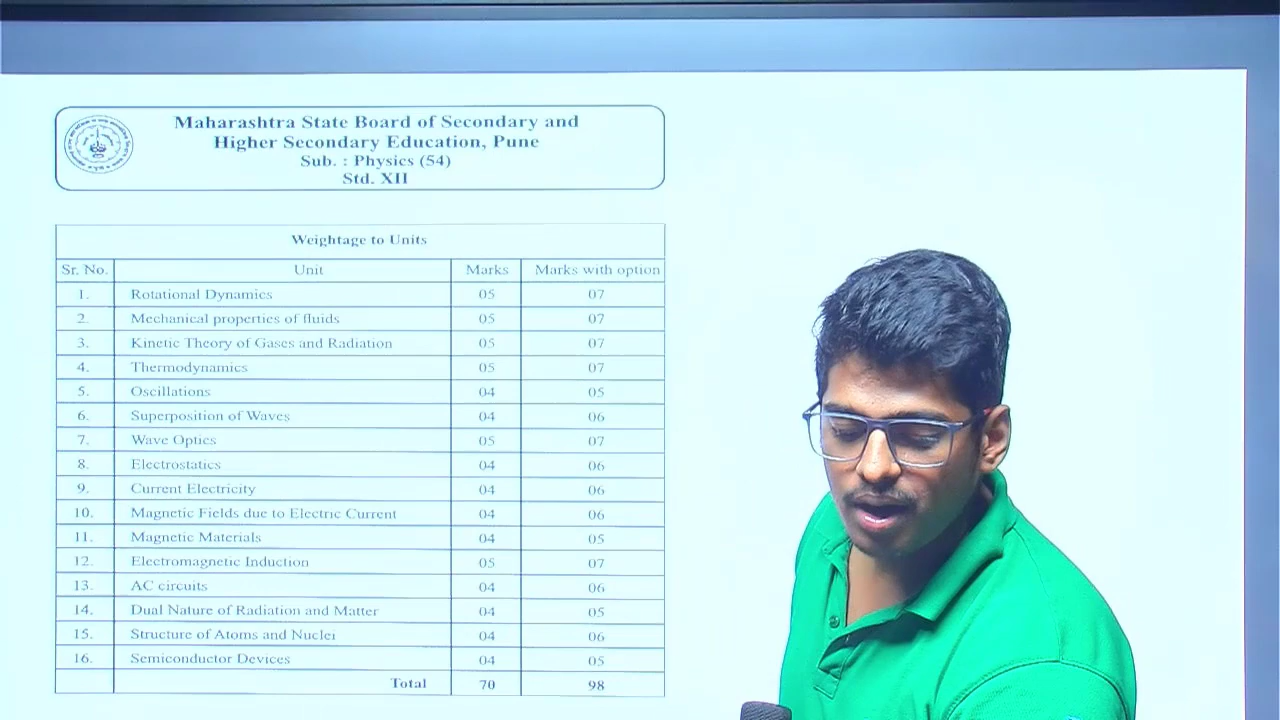 Maharashtra State Board of Secondary and
Higher Secondary Education, Pune
Sub. : Physics (54)
Std. XII
Weightage to Units
Sr. No. Unit Marks Marks with option
1. Rotational Dynamics 05 07
2. Mechanical properties of fluids 05 07
3. Kinetic Theory of Gases and Radiation 05 07
4. Thermodynamics 05 07
5. Oscillations 04 05
6. Superposition of Waves 04 06
7. Wave Optics 05 07
8. Electrostatics 04 06
9. Current Electricity 04 06
10. Magnetic Fields due to Electric Current 04 06
11. Magnetic Materials 04 05
12. Electromagnetic Induction 05 07
13. AC circuits 04 06
14. Dual Nature of Radiation and Matter 04 05
15. Structure of Atoms and Nuclei 04 06
16. Semiconductor Devices 04 05
Total 70 98